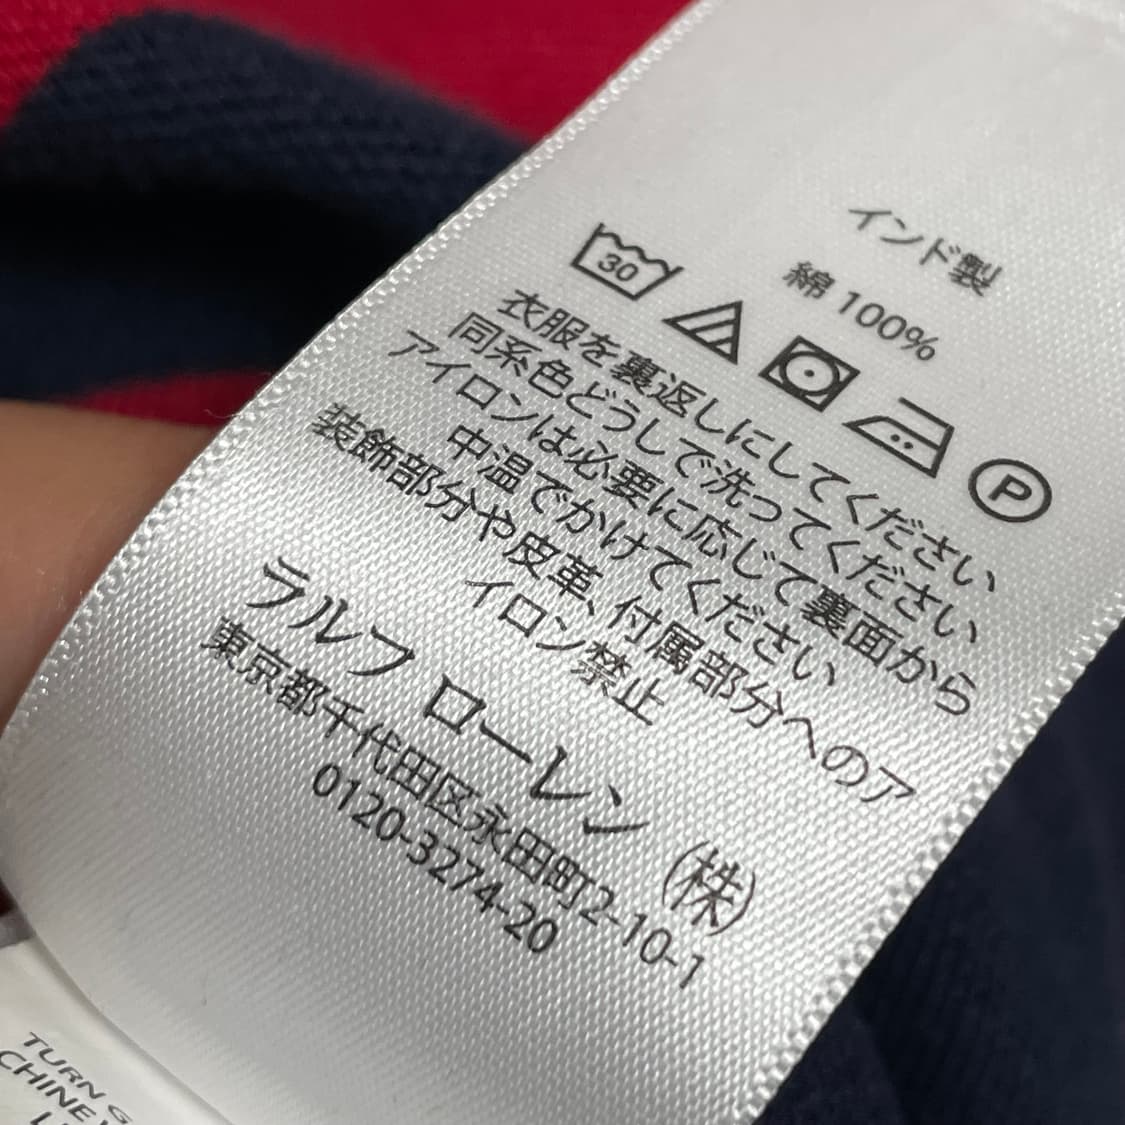 インド製
綿 100%
30
P
衣服を裏返しにしてください
同系色どうしで洗ってください
アイロンは必要に応じて裏面から
中温でかけてください
装飾部分や皮革、付属部分へのア
イロン禁止
ラルフ ローレン (株)
東京都千代田区永田町2-10-1
0120-3274-20
TURN G
CHINE